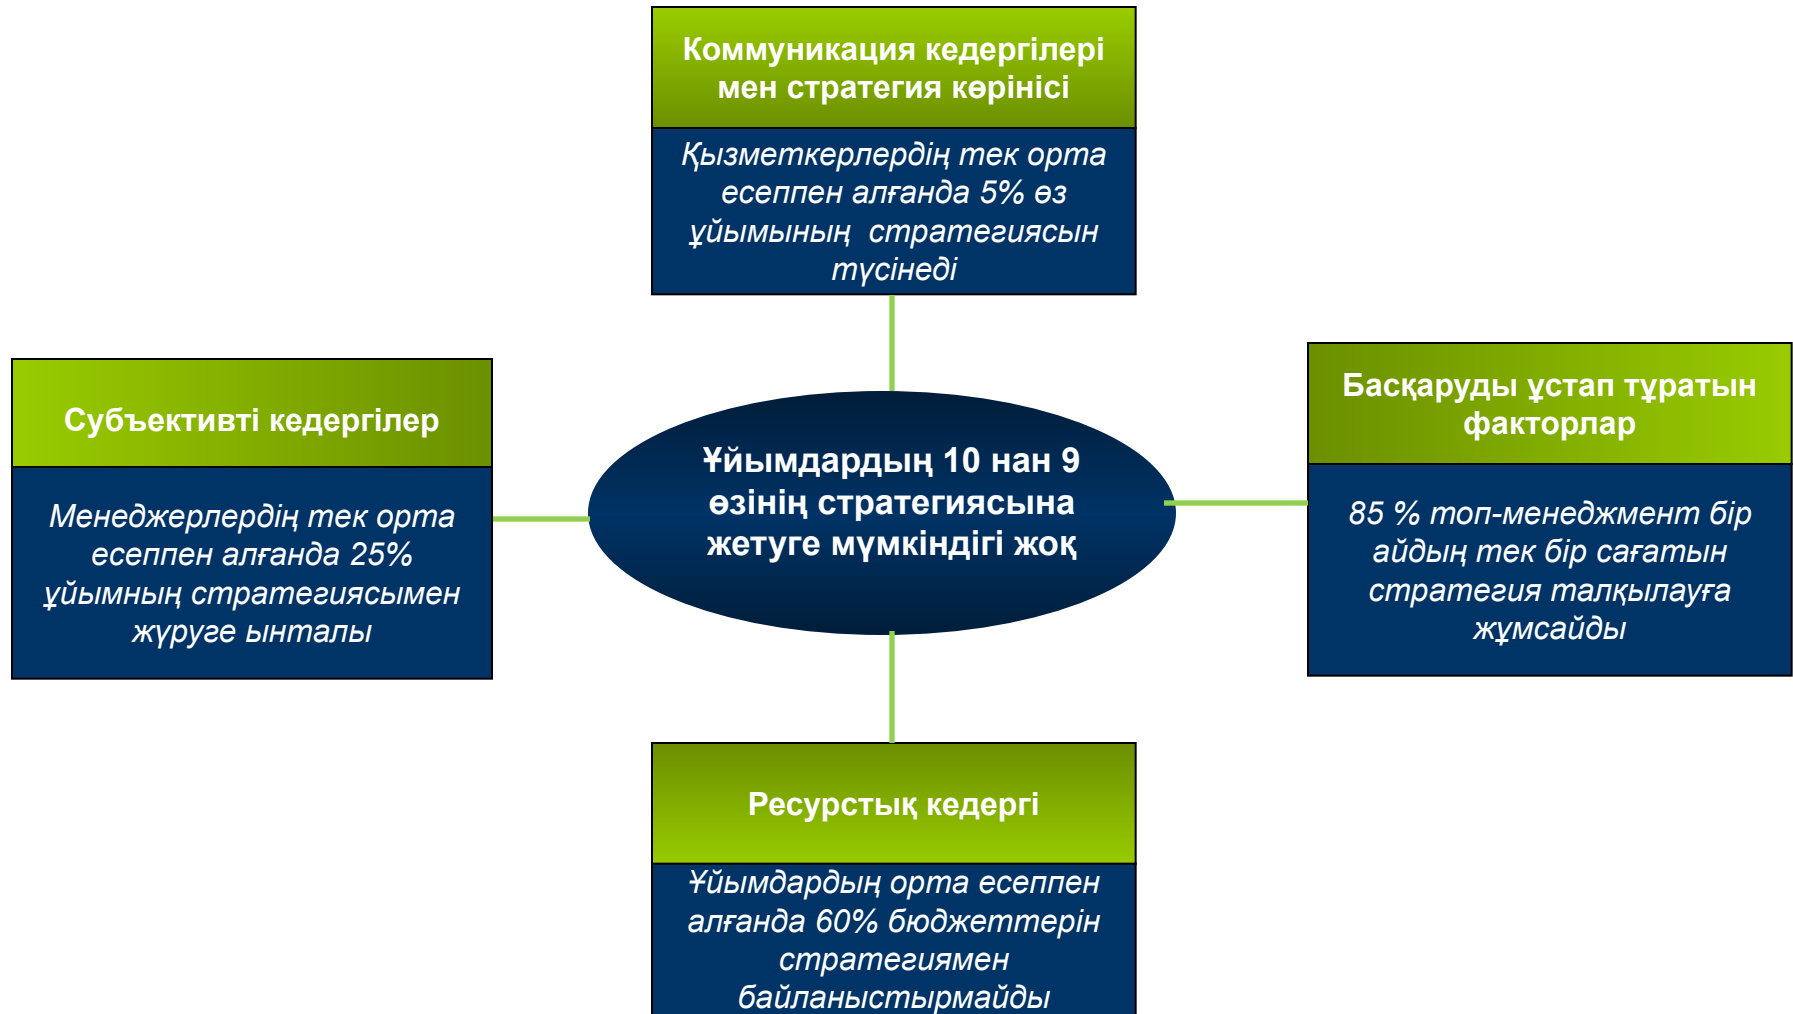 Коммуникация кедергілері
мен стратегия көрінісі
Қызметкерлердің тек орта
есеппен алғанда 5% өз
ұйымының стратегиясын
түсінеді
Субъективті кедергілер
Менеджерлердің тек орта
есеппен алғанда 25%
ұйымның стратегиясымен
жүруге ынталы
Ұйымдардың 10 нан 9
өзінің стратегиясына
жетуге мүмкіндігі жоқ
Басқаруды ұстап тұратын
факторлар
85 % топ-менеджмент бір
айдың тек бір сағатын
стратегия талқылауға
жұмсайды
Ресурстық кедергі
Ұйымдардың орта есеппен
алғанда 60% бюджеттерін
стратегиямен
байланыстырмайды